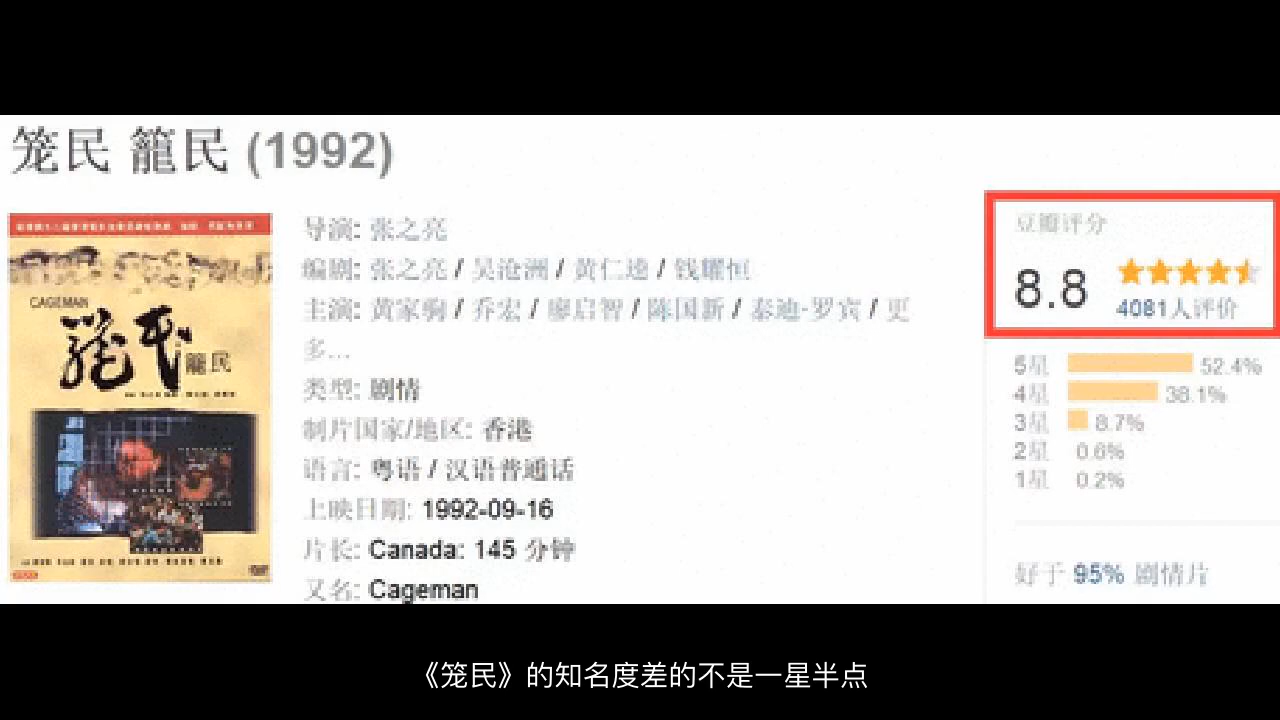 笼民 籠民 (1992)
CAGEMAN
籠民
籠民
导演: 张之亮
编剧: 张之亮 / 吴沧洲 / 黄仁逵 / 钱耀恒
主演: 黄家驹 / 乔宏 / 廖启智 / 陈国新 / 泰迪·罗宾 / 更
多...
类型: 剧情
制片国家/地区: 香港
语言: 粤语 / 汉语普通话
上映日期: 1992-09-16
片长: Canada: 145 分钟
又名: Cageman
豆瓣评分
8.8
4081人评价
5星 52.4%
4星 38.1%
3星 8.7%
2星 0.6%
1星 0.2%
好于 95% 剧情片
《笼民》的知名度差的不是一星半点